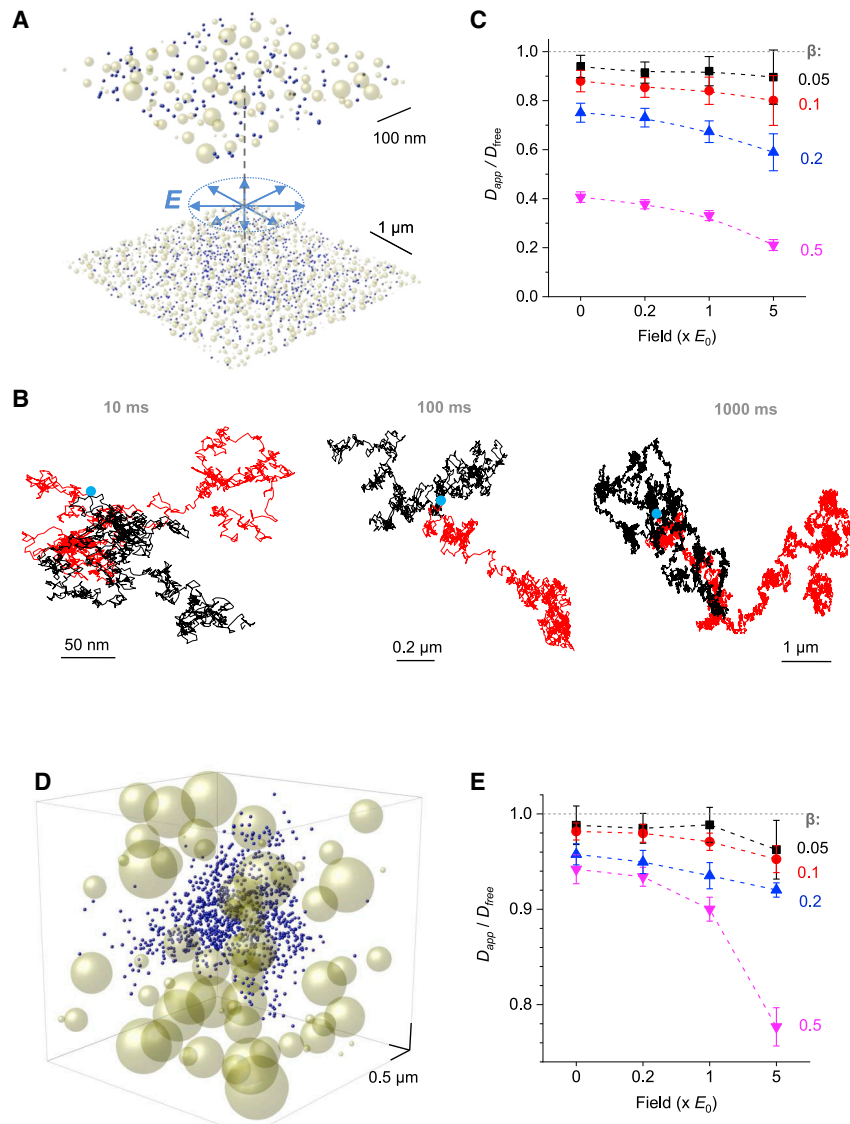 A
100 nm
E
1 µm
C
1.0
0.8
0.6
0.4
0.2
0.0
D_app / D_free
0
0.2
1
5
Field (x E_0)
β:
0.05
0.1
0.2
0.5
B
10 ms
100 ms
1000 ms
50 nm
0.2 µm
1 µm
D
0.5 µm
E
1.0
0.9
0.8
D_app / D_free
0
0.2
1
5
Field (x E_0)
β:
0.05
0.1
0.2
0.5